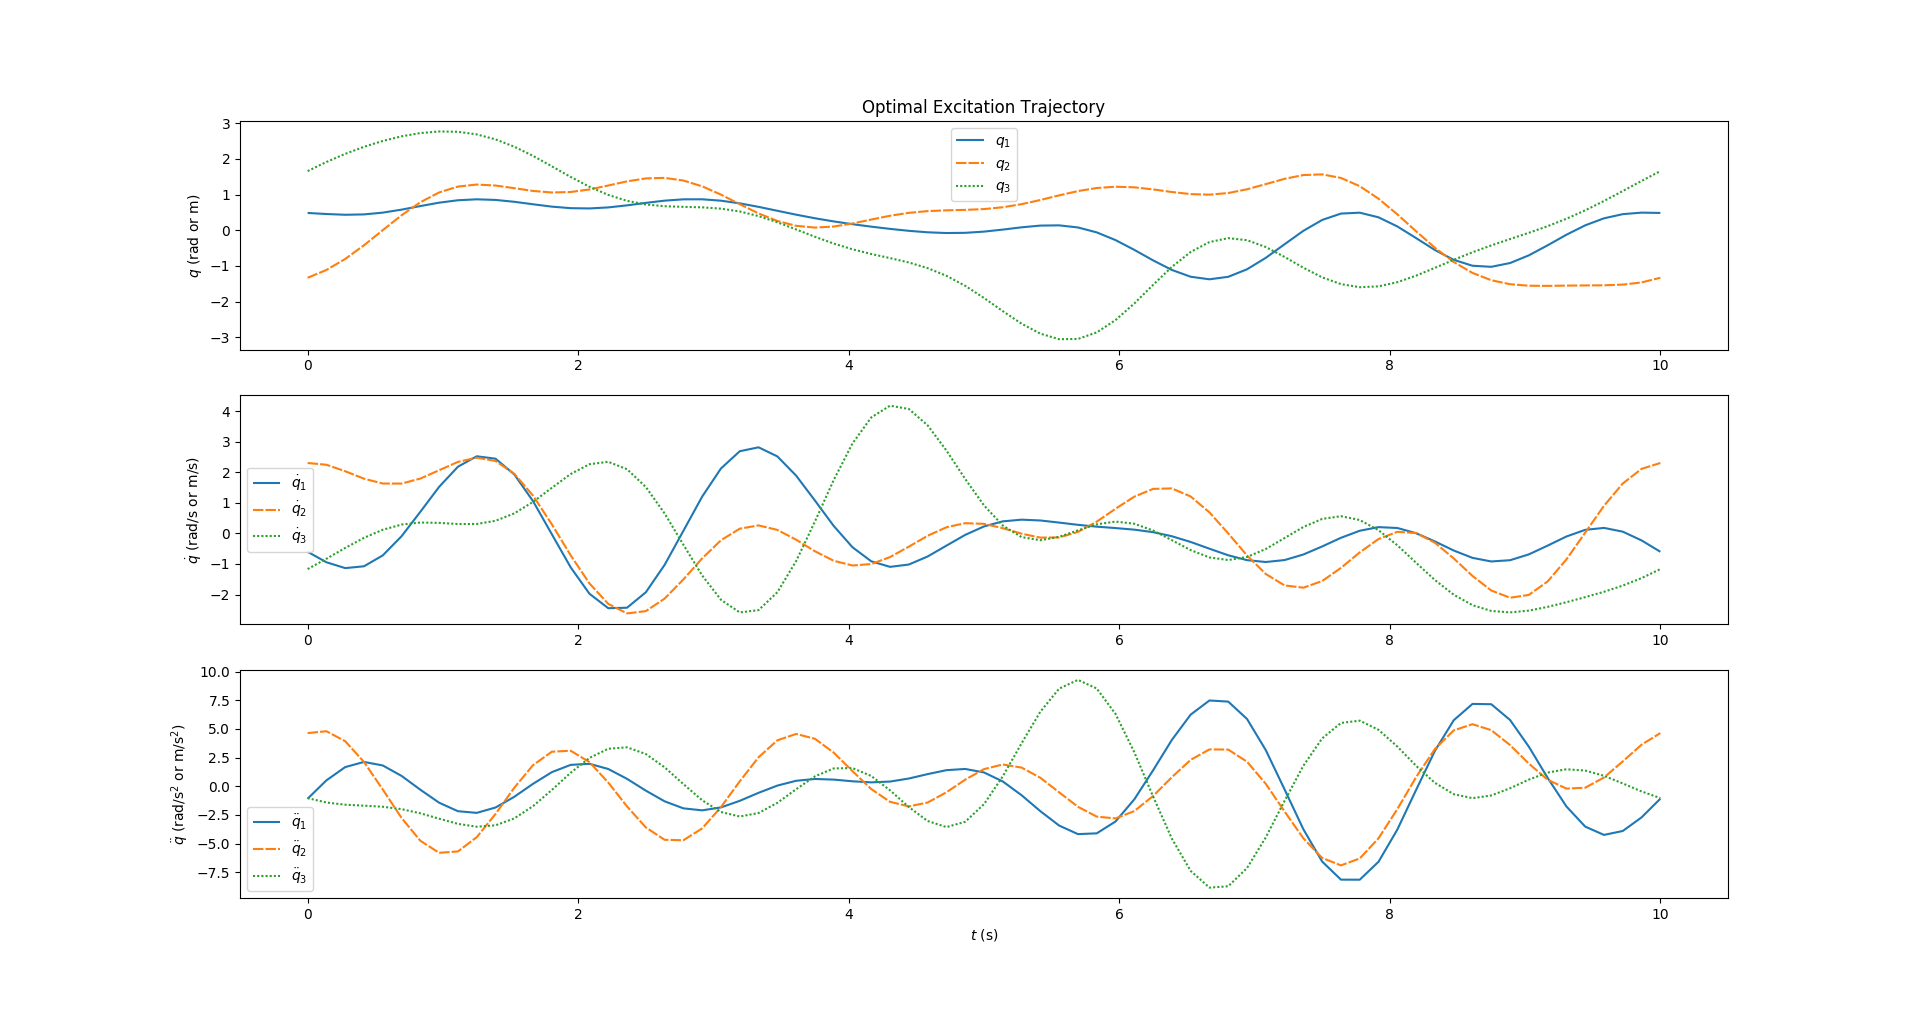 Optimal Excitation Trajectory
q (rad or m)
3
2
1
0
−1
−2
−3
q₁
q₂
q₃
0 2 4 6 8 10
q̇ (rad/s or m/s)
4
3
2
1
0
−1
−2
q̇₁
q̇₂
q̇₃
0 2 4 6 8 10
q̈ (rad/s² or m/s²)
10.0
7.5
5.0
2.5
0.0
−2.5
−5.0
−7.5
q̈₁
q̈₂
q̈₃
0 2 4 6 8 10
t (s)